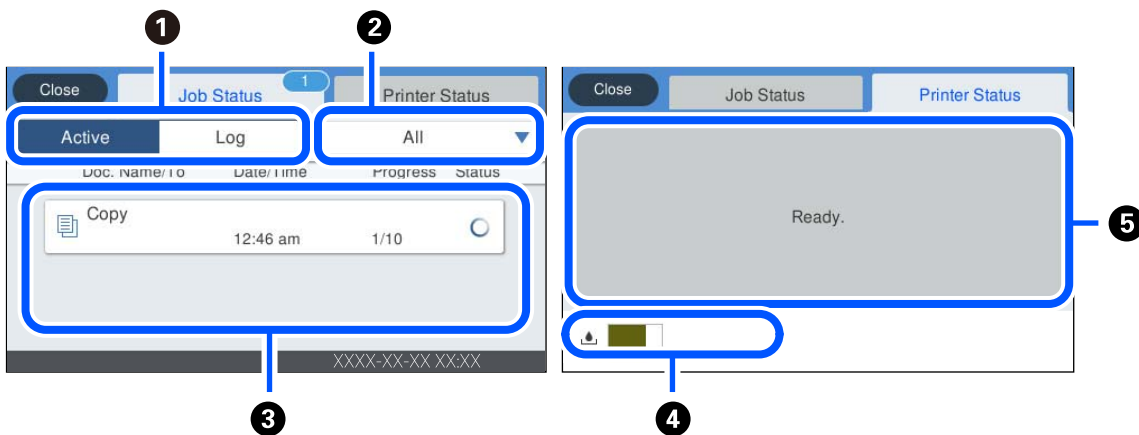 1 2
Close Job Status 1 Printer Status
Active Log All
Doc. Name/To Date/Time Progress Status
Copy
12:46 am 1/10
XXXX-XX-XX XX:XX
3
Close Job Status Printer Status
Ready.
5
4